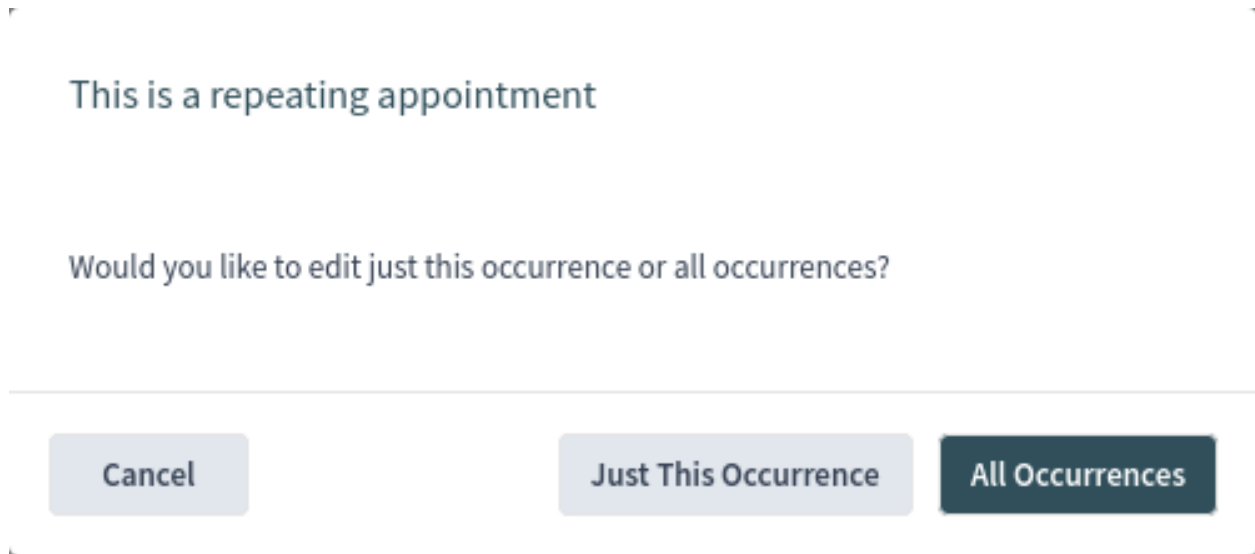 This is a repeating appointment
Would you like to edit just this occurrence or all occurrences?
Cancel
Just This Occurrence
All Occurrences